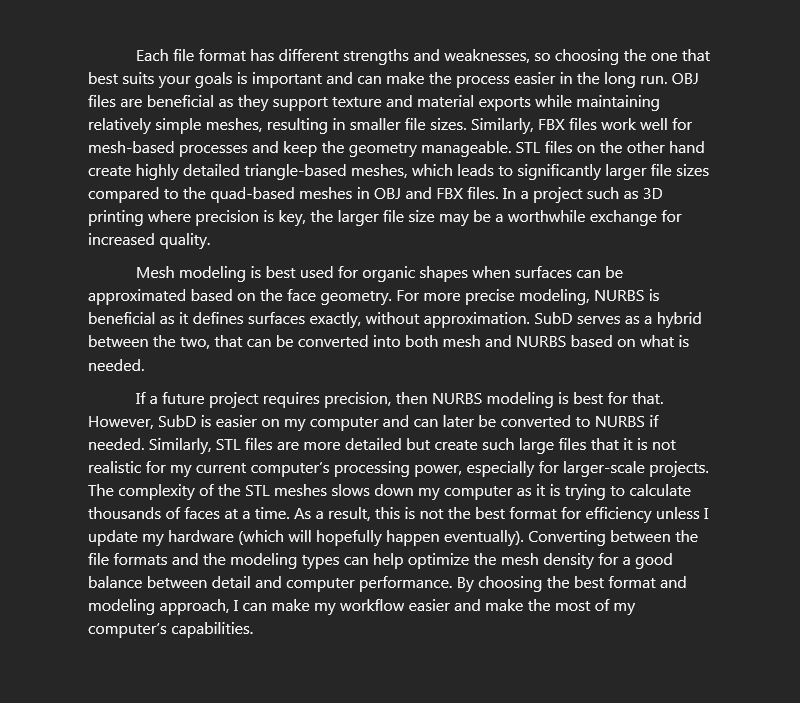 Each file format has different strengths and weaknesses, so choosing the one that
best suits your goals is important and can make the process easier in the long run. OBJ
files are beneficial as they support texture and material exports while maintaining
relatively simple meshes, resulting in smaller file sizes. Similarly, FBX files work well for
mesh-based processes and keep the geometry manageable. STL files on the other hand
create highly detailed triangle-based meshes, which leads to significantly larger file sizes
compared to the quad-based meshes in OBJ and FBX files. In a project such as 3D
printing where precision is key, the larger file size may be a worthwhile exchange for
increased quality.
Mesh modeling is best used for organic shapes when surfaces can be
approximated based on the face geometry. For more precise modeling, NURBS is
beneficial as it defines surfaces exactly, without approximation. SubD serves as a hybrid
between the two, that can be converted into both mesh and NURBS based on what is
needed.
If a future project requires precision, then NURBS modeling is best for that.
However, SubD is easier on my computer and can later be converted to NURBS if
needed. Similarly, STL files are more detailed but create such large files that it is not
realistic for my current computer’s processing power, especially for larger-scale projects.
The complexity of the STL meshes slows down my computer as it is trying to calculate
thousands of faces at a time. As a result, this is not the best format for efficiency unless I
update my hardware (which will hopefully happen eventually). Converting between the
file formats and the modeling types can help optimize the mesh density for a good
balance between detail and computer performance. By choosing the best format and
modeling approach, I can make my workflow easier and make the most of my
computer’s capabilities.